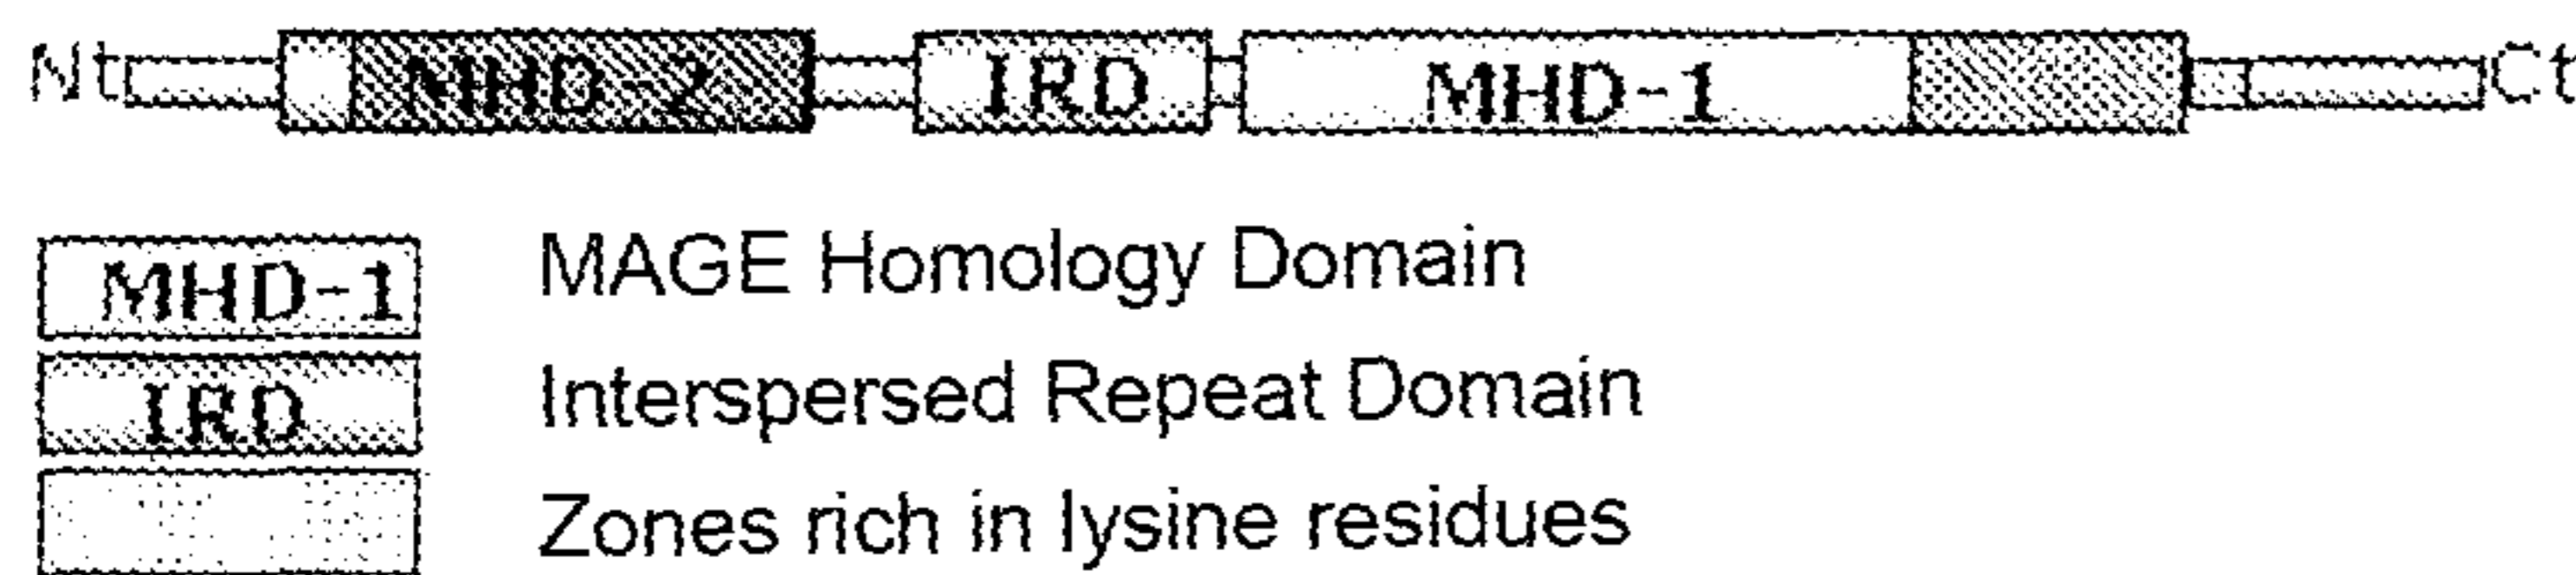 Nt MHD-2 IRD MHD-1 Ct
MHD-1 MAGE Homology Domain
IRD Interspersed Repeat Domain
Zones rich in lysine residues